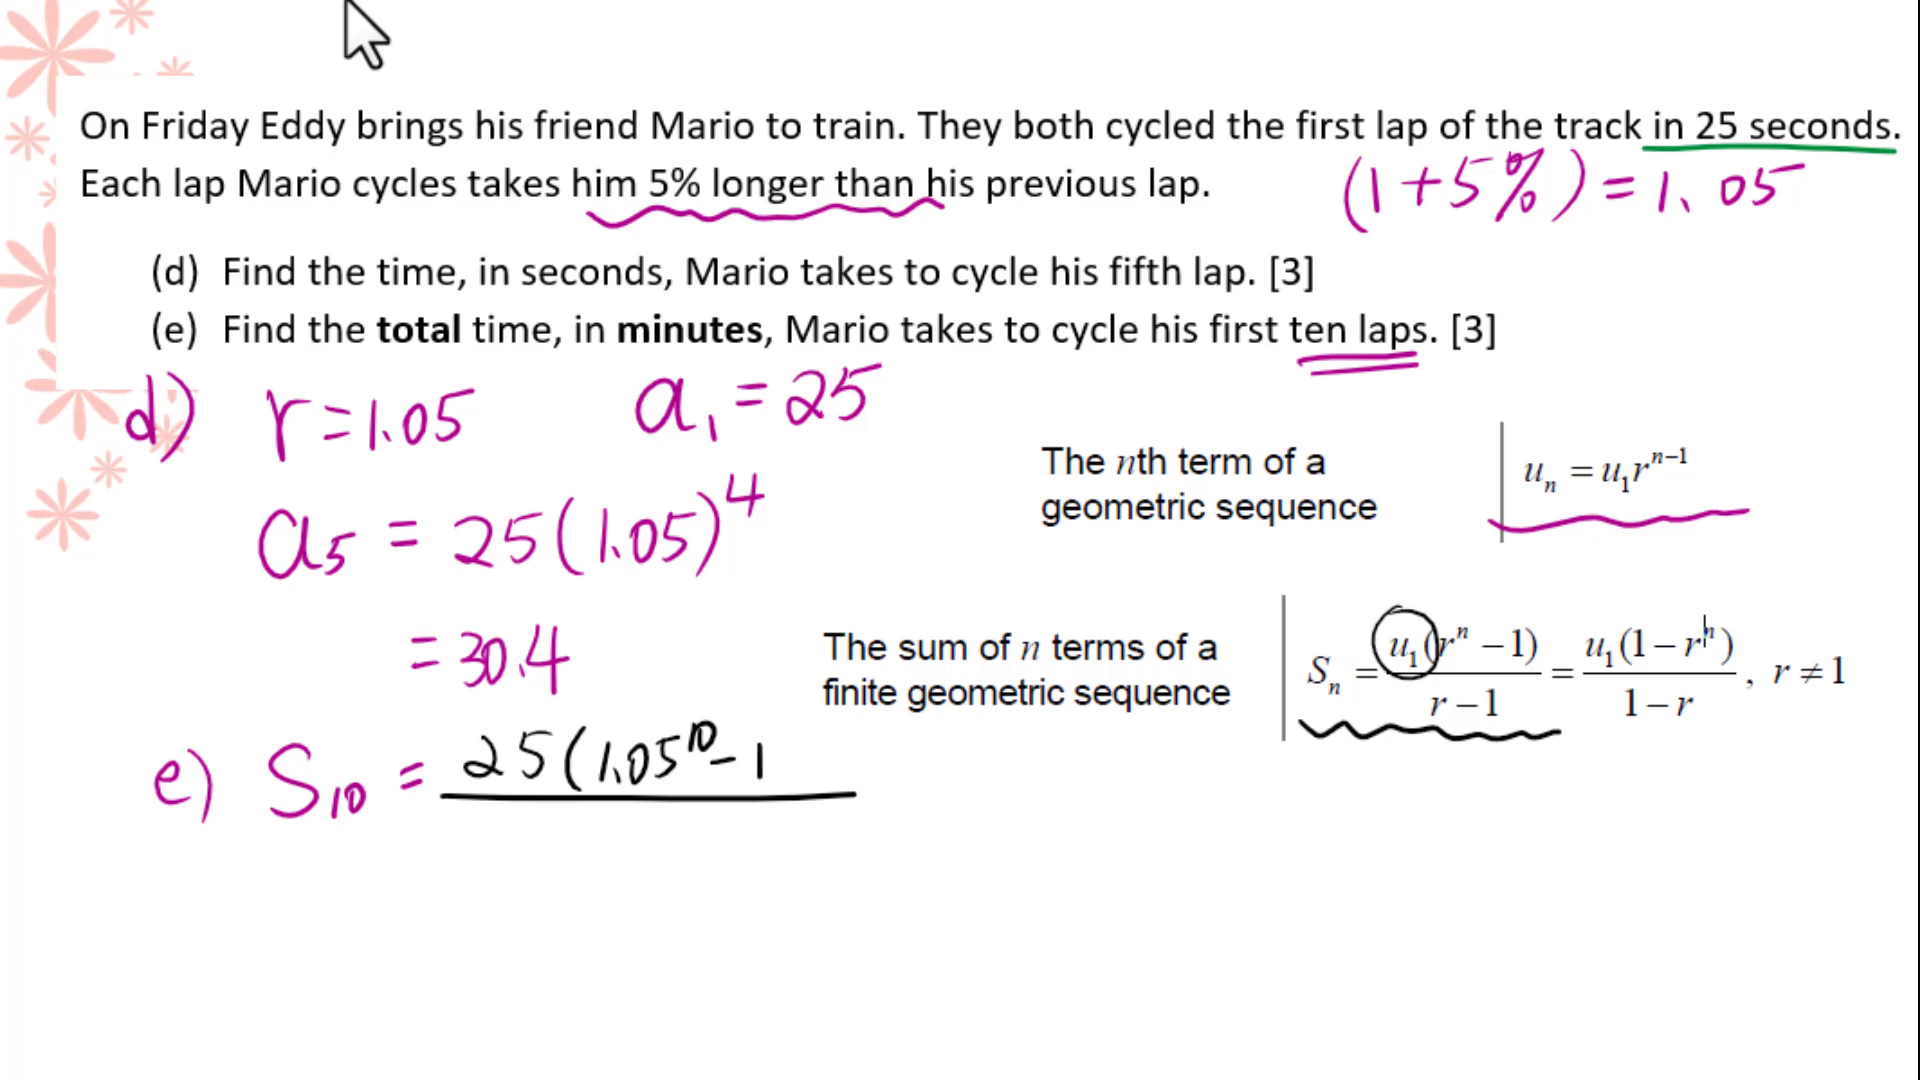 On Friday Eddy brings his friend Mario to train. They both cycled the first lap of the track in 25 seconds.
Each lap Mario cycles takes him 5% longer than his previous lap.
(1+5%) = 1.05
(d) Find the time, in seconds, Mario takes to cycle his fifth lap. [3]
(e) Find the total time, in minutes, Mario takes to cycle his first ten laps. [3]
d) r = 1.05 a₁ = 25
The nth term of a
geometric sequence
uₙ = u₁rⁿ⁻¹
a₅ = 25(1.05)⁴
= 30.4
The sum of n terms of a
finite geometric sequence
Sₙ = u₁(rⁿ − 1) / r − 1 = u₁(1 − rⁿ) / 1 − r , r ≠ 1
e) S₁₀ = 25(1.05¹⁰ − 1